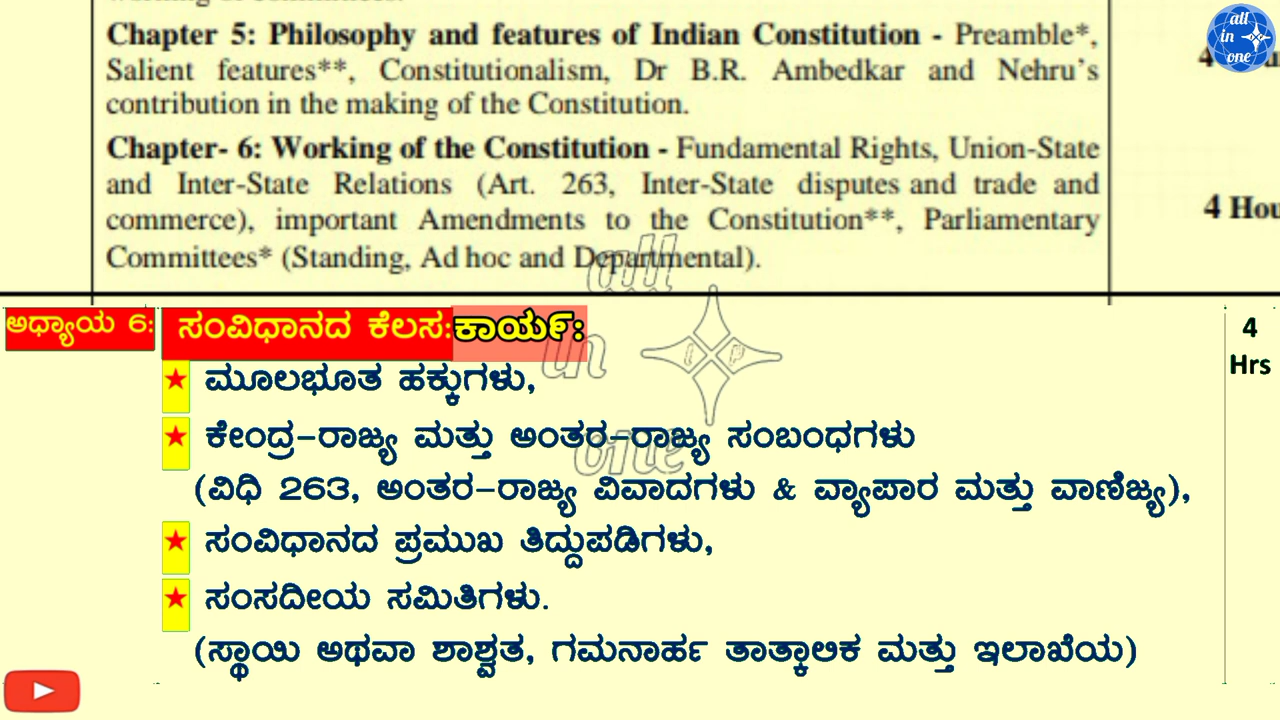 Chapter 5: Philosophy and features of Indian Constitution - Preamble*,
Salient features**, Constitutionalism, Dr B.R. Ambedkar and Nehru's
contribution in the making of the Constitution.
Chapter- 6: Working of the Constitution - Fundamental Rights, Union-State
and Inter-State Relations (Art. 263, Inter-State disputes and trade and
commerce), important Amendments to the Constitution**, Parliamentary
Committees* (Standing, Ad hoc and Departmental).
4
4 Hou
all
in
one
ಅಧ್ಯಾಯ 6: ಸಂವಿಧಾನದ ಕೆಲಸ:ಕಾರ್ಯ:
4
Hrs
★ ಮೂಲಭೂತ ಹಕ್ಕುಗಳು,
★ ಕೇಂದ್ರ-ರಾಜ್ಯ ಮತ್ತು ಅಂತರ-ರಾಜ್ಯ ಸಂಬಂಧಗಳು
(ವಿಧಿ 263, ಅಂತರ-ರಾಜ್ಯ ವಿವಾದಗಳು & ವ್ಯಾಪಾರ ಮತ್ತು ವಾಣಿಜ್ಯ),
★ ಸಂವಿಧಾನದ ಪ್ರಮುಖ ತಿದ್ದುಪಡಿಗಳು,
★ ಸಂಸದೀಯ ಸಮಿತಿಗಳು.
(ಸ್ಥಾಯಿ ಅಥವಾ ಶಾಶ್ವತ, ಗಮನಾರ್ಹ ತಾತ್ಕಾಲಿಕ ಮತ್ತು ಇಲಾಖೆಯ)
all
in
one